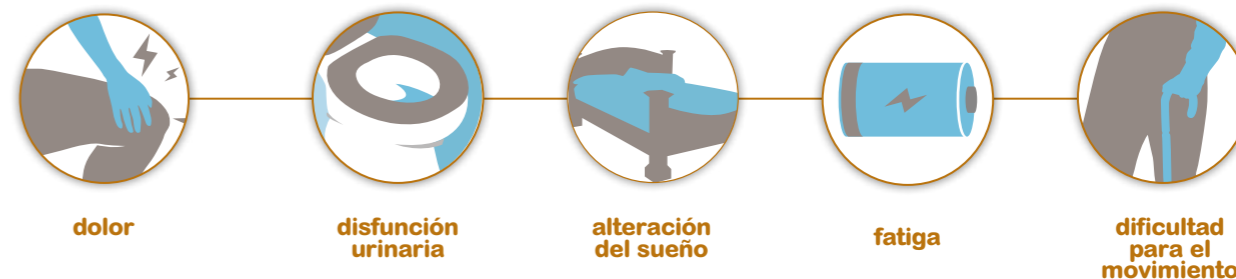 dolor
disfunción
urinaria
alteración
del sueño
fatiga
dificultad
para el
movimiento